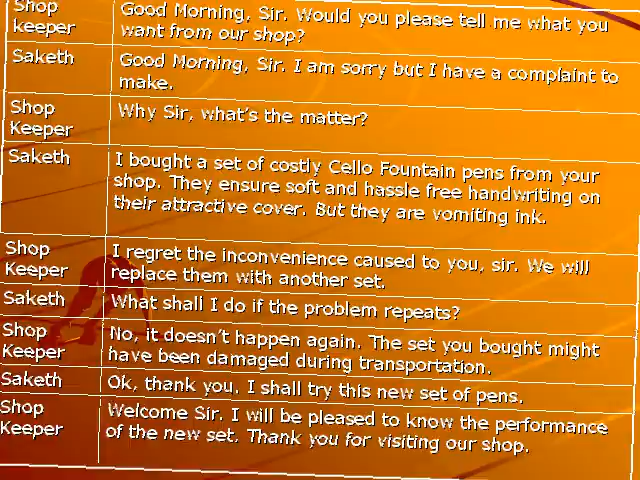 Shop
keeper
Good Morning, Sir. Would you please tell me what you
want from our shop?
Saketh
Good Morning, Sir. I am sorry but I have a complaint to
make.
Shop
Keeper
Why Sir, what's the matter?
Saketh
I bought a set of costly Cello Fountain pens from your
shop. They ensure soft and hassle free handwriting on
their attractive cover. But they are vomiting ink.
Shop
Keeper
I regret the inconvenience caused to you, sir. We will
replace them with another set.
Saketh
What shall I do if the problem repeats?
Shop
Keeper
No, it doesn't happen again. The set you bought might
have been damaged during transportation.
Saketh
Ok, thank you. I shall try this new set of pens.
Shop
Keeper
Welcome Sir. I will be pleased to know the performance
of the new set. Thank you for visiting our shop.